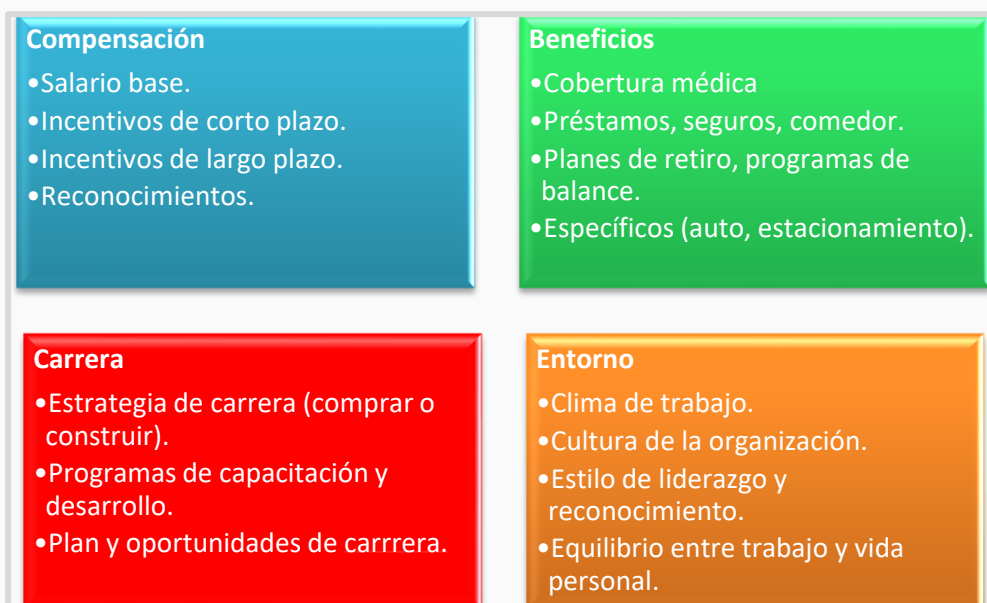 Compensación
•Salario base.
•Incentivos de corto plazo.
•Incentivos de largo plazo.
•Reconocimientos.
Beneficios
•Cobertura médica
•Préstamos, seguros, comedor.
•Planes de retiro, programas de
balance.
•Específicos (auto, estacionamiento).
Carrera
•Estrategia de carrera (comprar o
construir).
•Programas de capacitación y
desarrollo.
•Plan y oportunidades de carrrera.
Entorno
•Clima de trabajo.
•Cultura de la organización.
•Estilo de liderazgo y
reconocimiento.
•Equilibrio entre trabajo y vida
personal.